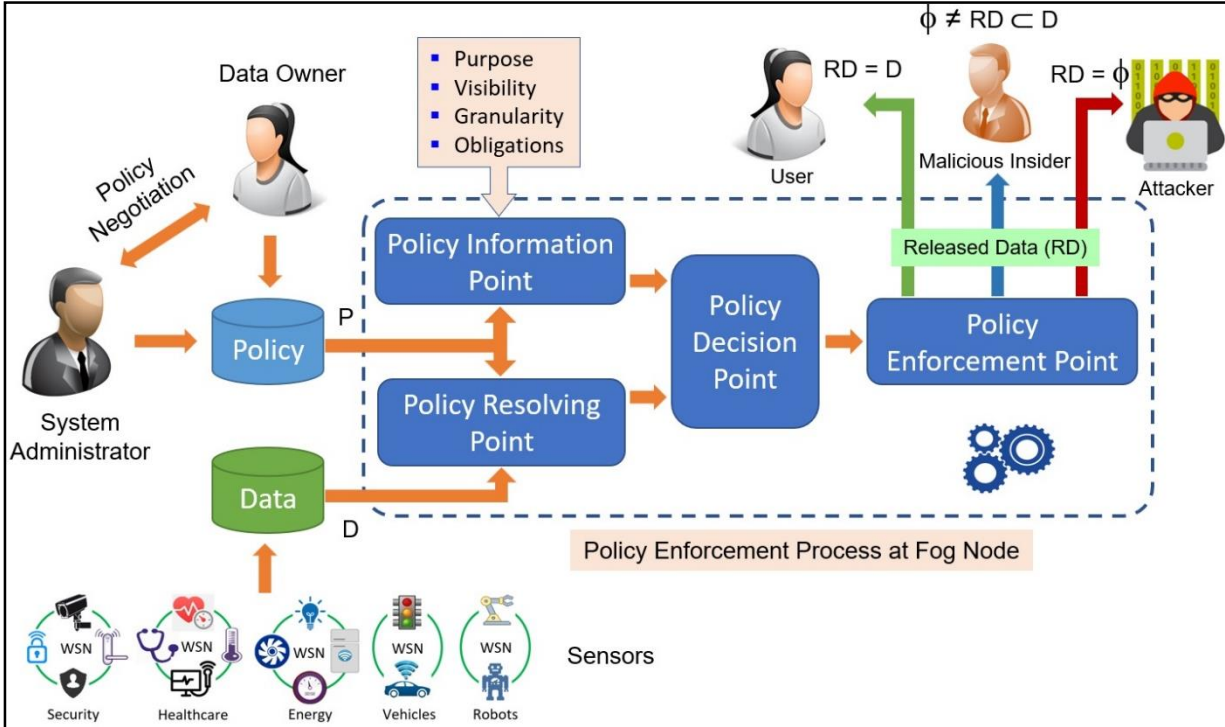 ϕ ≠ RD ⊂ D
Data Owner
▪ Purpose
▪ Visibility
▪ Granularity
▪ Obligations
RD = D
RD = ϕ
User
Malicious Insider
Attacker
Policy
Negotiation
Released Data (RD)
Policy Information
Point
Policy
Decision
Point
Policy
Enforcement Point
P
Policy
System
Administrator
Policy Resolving
Point
Data
D
Policy Enforcement Process at Fog Node
WSN
WSN
WSN
WSN
WSN
Sensors
Security
Healthcare
Energy
Vehicles
Robots